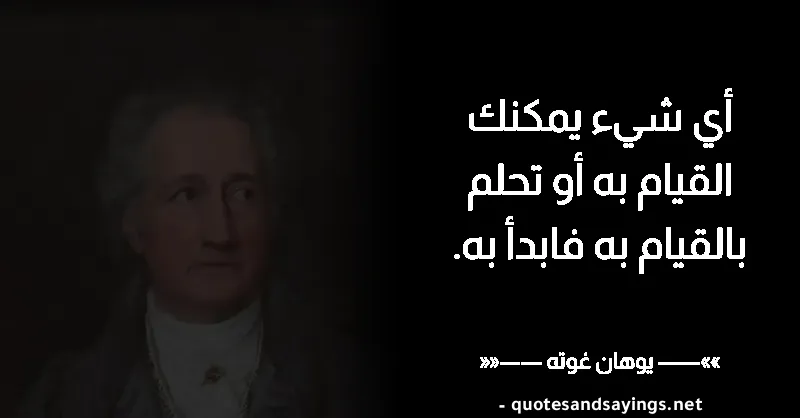 أي شيء يمكنك
القيام به أو تحلم
بالقيام به فابدأ به.
»»—— يوهان غوته ——««
- quotesandsayings.net